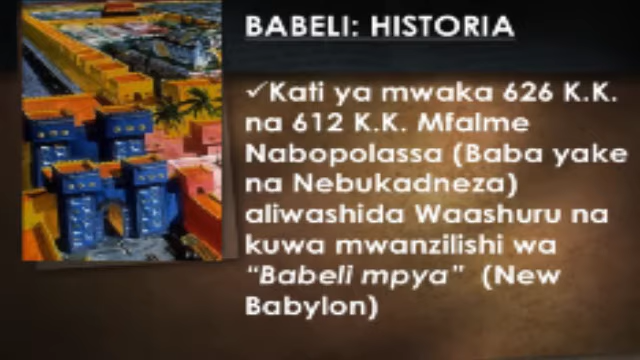 BABELI: HISTORIA
✓Kati ya mwaka 626 K.K.
na 612 K.K. Mfalme
Nabopolassa (Baba yake
na Nebukadneza)
aliwashida Waashuru na
kuwa mwanzilishi wa
“Babeli mpya” (New
Babylon)